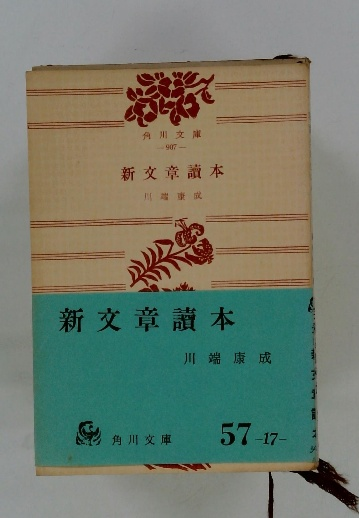 角川文庫
—907—
新文章讀本
川端康成
新文章讀本
川端康成
角川文庫
57-17-